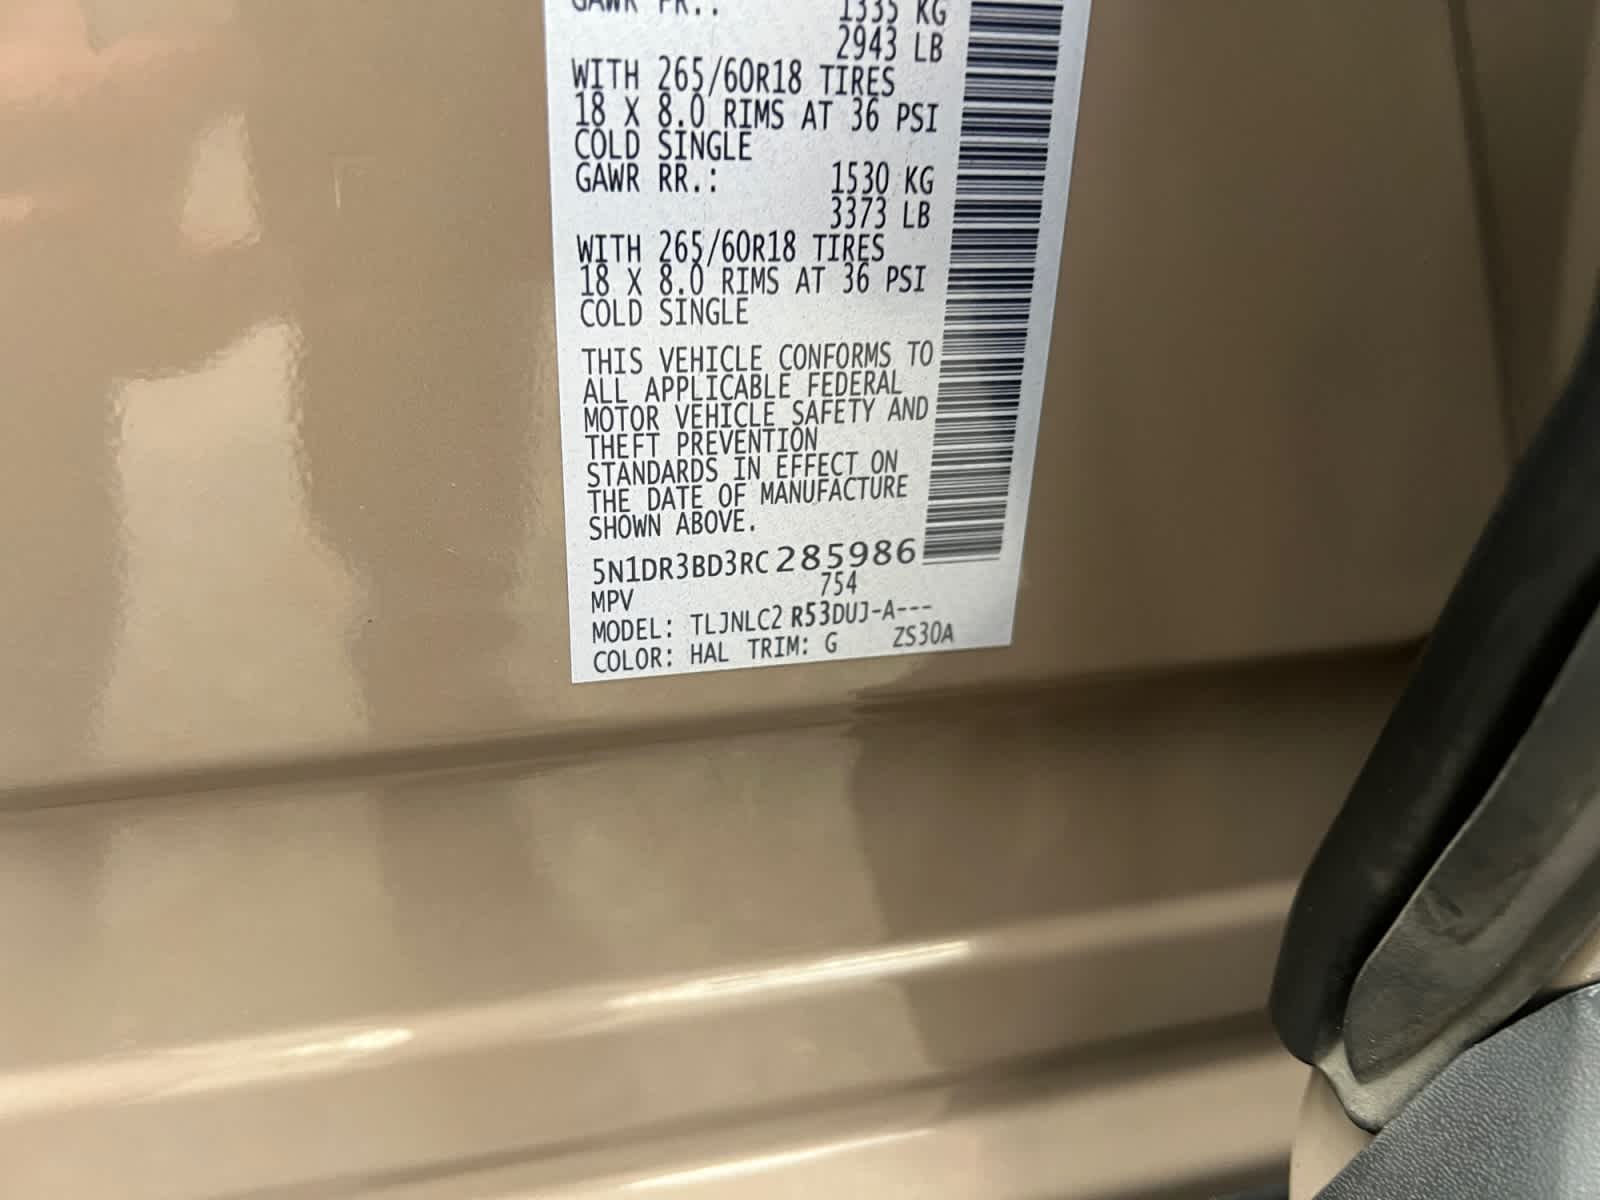 GAWR FR.: 1335 KG
2943 LB
WITH 265/60R18 TIRES
18 X 8.0 RIMS AT 36 PSI
COLD SINGLE
GAWR RR.: 1530 KG
3373 LB
WITH 265/60R18 TIRES
18 X 8.0 RIMS AT 36 PSI
COLD SINGLE
THIS VEHICLE CONFORMS TO
ALL APPLICABLE FEDERAL
MOTOR VEHICLE SAFETY AND
THEFT PREVENTION
STANDARDS IN EFFECT ON
THE DATE OF MANUFACTURE
SHOWN ABOVE.
5N1DR3BD3RC285986
MPV 754
MODEL: TLJNLC2 R53DUJ-A---
COLOR: HAL TRIM: G ZS30A